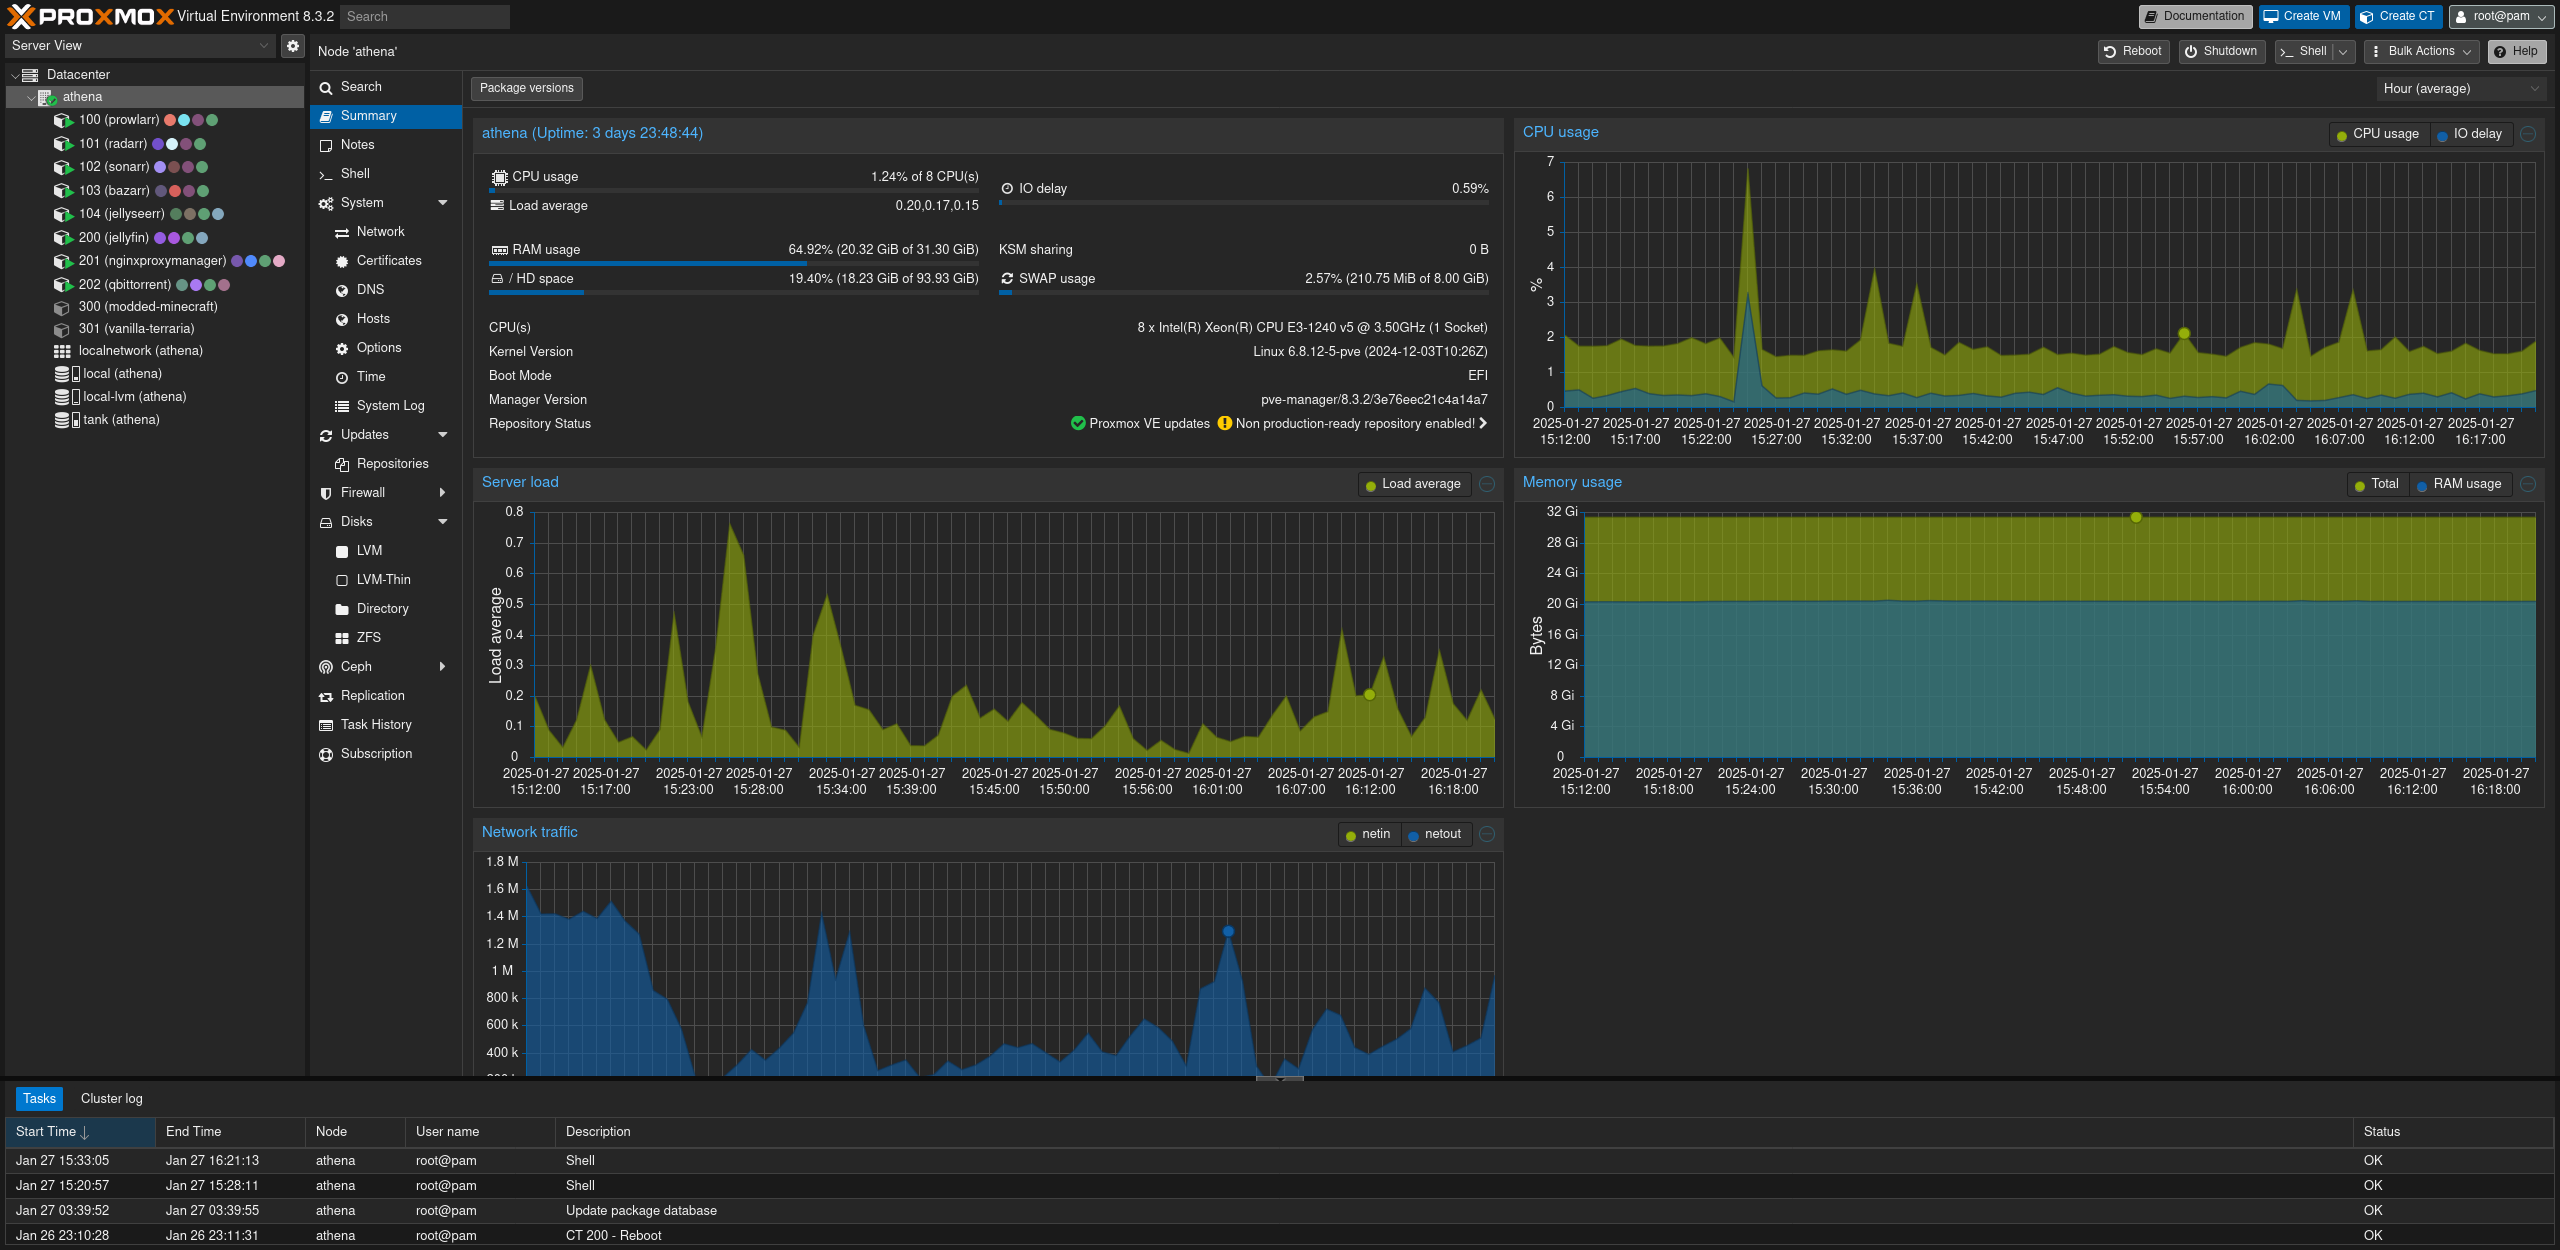 PROXMOX Virtual Environment 8.3.2 Search Documentation Create VM Create CT root@pam
Server View
Node 'athena' Reboot Shutdown Shell Bulk Actions Help
Datacenter
athena
100 (prowlarr)
101 (radarr)
102 (sonarr)
103 (bazarr)
104 (jellyseerr)
200 (jellyfin)
201 (nginxproxymanager)
202 (qbittorrent)
300 (modded-minecraft)
301 (vanilla-terraria)
localnetwork (athena)
local (athena)
local-lvm (athena)
tank (athena)
Search
Summary
Notes
Shell
System
Network
Certificates
DNS
Hosts
Options
Time
System Log
Updates
Repositories
Firewall
Disks
LVM
LVM-Thin
Directory
ZFS
Ceph
Replication
Task History
Subscription
Package versions Hour (average)
athena (Uptime: 3 days 23:48:44)
CPU usage 1.24% of 8 CPU(s)
IO delay 0.59%
Load average 0.20,0.17,0.15
RAM usage 64.92% (20.32 GiB of 31.30 GiB)
KSM sharing 0 B
/ HD space 19.40% (18.23 GiB of 93.93 GiB)
SWAP usage 2.57% (210.75 MiB of 8.00 GiB)
CPU(s) 8 x Intel(R) Xeon(R) CPU E3-1240 v5 @ 3.50GHz (1 Socket)
Kernel Version Linux 6.8.12-5-pve (2024-12-03T10:26Z)
Boot Mode EFI
Manager Version pve-manager/8.3.2/3e76eec21c4a14a7
Repository Status Proxmox VE updates Non production-ready repository enabled!
CPU usage CPU usage IO delay
7
6
5
4
3
2
1
0
%
2025-01-27 2025-01-27 2025-01-27 2025-01-27 2025-01-27 2025-01-27 2025-01-27 2025-01-27 2025-01-27 2025-01-27 2025-01-27 2025-01-27 2025-01-27 2025-01-27
15:12:00 15:17:00 15:22:00 15:27:00 15:32:00 15:37:00 15:42:00 15:47:00 15:52:00 15:57:00 16:02:00 16:07:00 16:12:00 16:17:00
Server load Load average
0.8
0.7
0.6
0.5
0.4
0.3
0.2
0.1
0
Load average
2025-01-27 2025-01-27 2025-01-27 2025-01-27 2025-01-27 2025-01-27 2025-01-27 2025-01-27 2025-01-27 2025-01-27 2025-01-27 2025-01-27 2025-01-27
15:12:00 15:17:00 15:23:00 15:28:00 15:34:00 15:39:00 15:45:00 15:50:00 15:56:00 16:01:00 16:07:00 16:12:00 16:18:00
Memory usage Total RAM usage
32 Gi
28 Gi
24 Gi
20 Gi
16 Gi
12 Gi
8 Gi
4 Gi
0
Bytes
2025-01-27 2025-01-27 2025-01-27 2025-01-27 2025-01-27 2025-01-27 2025-01-27 2025-01-27 2025-01-27 2025-01-27 2025-01-27 2025-01-27
15:12:00 15:18:00 15:24:00 15:30:00 15:36:00 15:42:00 15:48:00 15:54:00 16:00:00 16:06:00 16:12:00 16:18:00
Network traffic netin netout
1.8 M
1.6 M
1.4 M
1.2 M
1 M
800 k
600 k
400 k
Tasks Cluster log
Start Time End Time Node User name Description Status
Jan 27 15:33:05 Jan 27 16:21:13 athena root@pam Shell OK
Jan 27 15:20:57 Jan 27 15:28:11 athena root@pam Shell OK
Jan 27 03:39:52 Jan 27 03:39:55 athena root@pam Update package database OK
Jan 26 23:10:28 Jan 26 23:11:31 athena root@pam CT 200 - Reboot OK